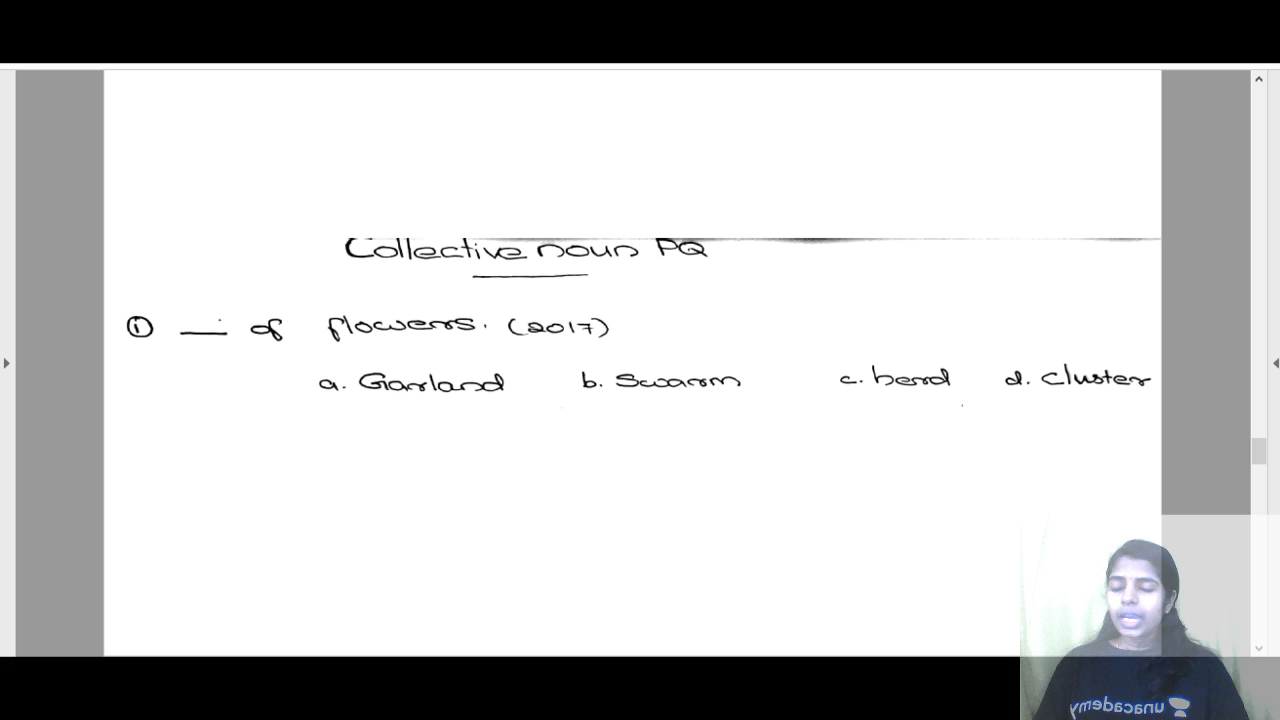 Collective noun PQ
① __ of flowers. (2017)
a. Garland b. Swarm c. herd d. cluster
unacademy